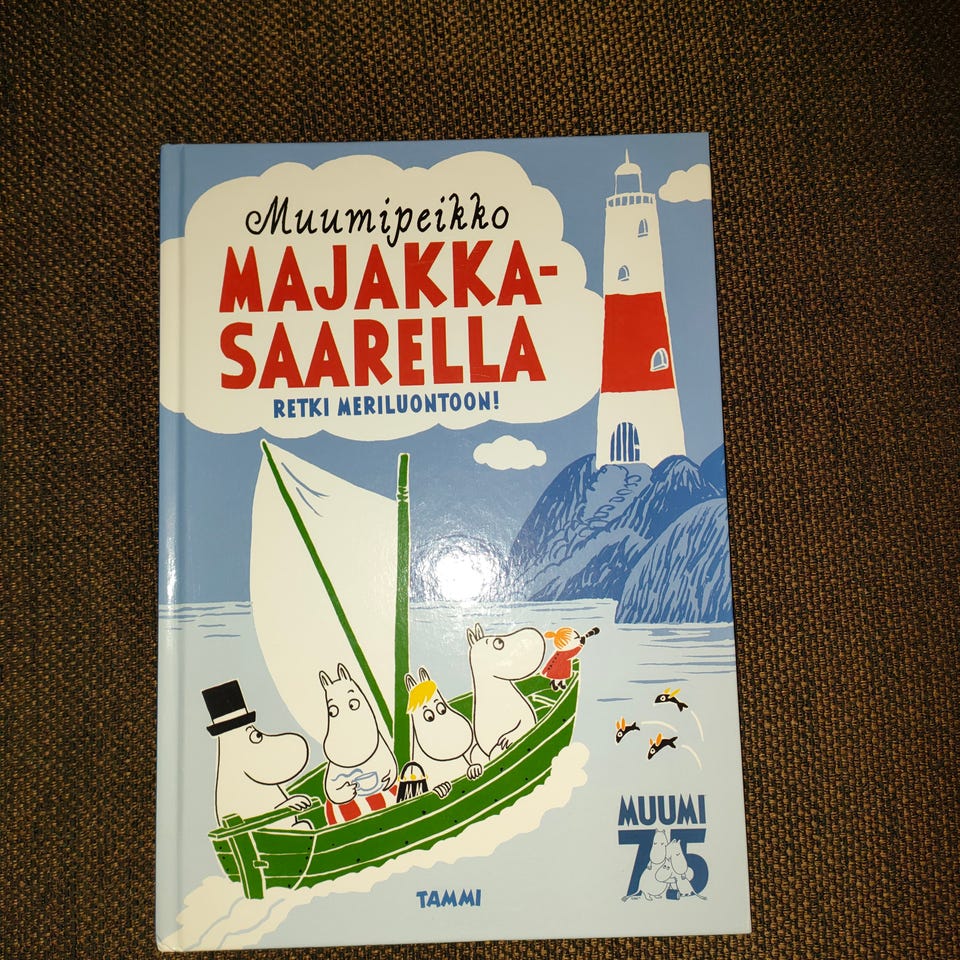 Muumipeikko
MAJAKKA-
SAARELLA
RETKI MERILUONTOON!
MUUMI
75
TAMMI